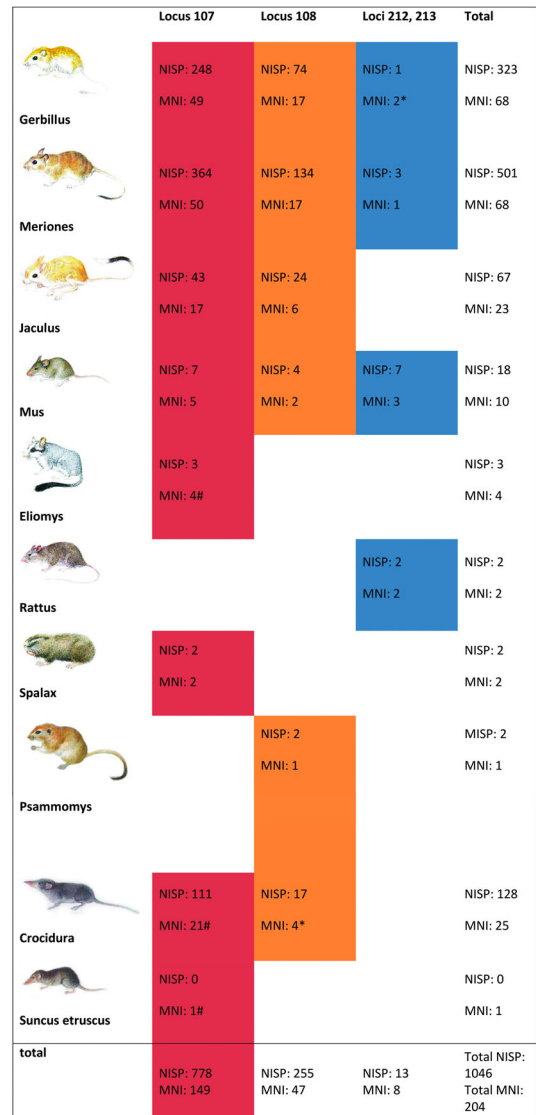 Locus 107 Locus 108 Loci 212, 213 Total
NISP: 248 NISP: 74 NISP: 1 NISP: 323
MNI: 49 MNI: 17 MNI: 2* MNI: 68
Gerbillus
NISP: 364 NISP: 134 NISP: 3 NISP: 501
MNI: 50 MNI:17 MNI: 1 MNI: 68
Meriones
NISP: 43 NISP: 24 NISP: 67
MNI: 17 MNI: 6 MNI: 23
Jaculus
NISP: 7 NISP: 4 NISP: 7 NISP: 18
MNI: 5 MNI: 2 MNI: 3 MNI: 10
Mus
NISP: 3 NISP: 3
MNI: 4# MNI: 4
Eliomys
NISP: 2 NISP: 2
MNI: 2 MNI: 2
Rattus
NISP: 2 NISP: 2
MNI: 2 MNI: 2
Spalax
NISP: 2 MISP: 2
MNI: 1 MNI: 1
Psammomys
NISP: 111 NISP: 17 NISP: 128
MNI: 21# MNI: 4* MNI: 25
Crocidura
NISP: 0 NISP: 0
MNI: 1# MNI: 1
Suncus etruscus
total Total NISP:
NISP: 778 NISP: 255 NISP: 13 1046
MNI: 149 MNI: 47 MNI: 8 Total MNI:
204